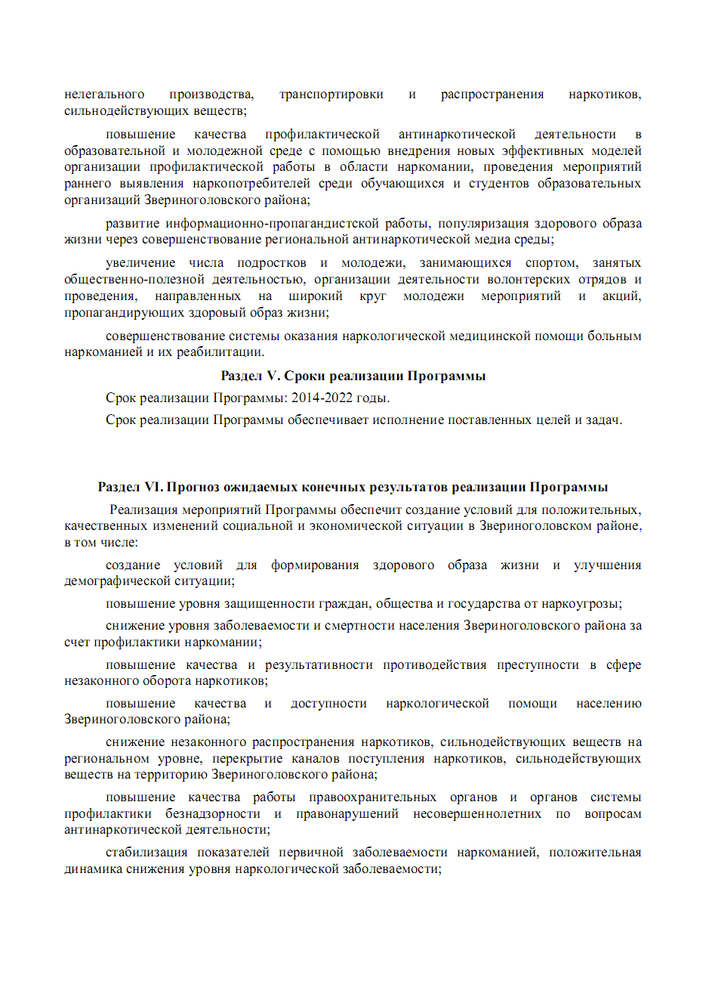 нелегального производства, транспортировки и распространения наркотиков,
сильнодействующих веществ;
повышение качества профилактической антинаркотической деятельности в
образовательной и молодежной среде с помощью внедрения новых эффективных моделей
организации профилактической работы в области наркомании, проведения мероприятий
раннего выявления наркопотребителей среди обучающихся и студентов образовательных
организаций Звериноголовского района;
развитие информационно-пропагандистской работы, популяризация здорового образа
жизни через совершенствование региональной антинаркотической медиа среды;
увеличение числа подростков и молодежи, занимающихся спортом, занятых
общественно-полезной деятельностью, организации деятельности волонтерских отрядов и
проведения, направленных на широкий круг молодежи мероприятий и акций,
пропагандирующих здоровый образ жизни;
совершенствование системы оказания наркологической медицинской помощи больным
наркоманией и их реабилитации.
Раздел V. Сроки реализации Программы
Срок реализации Программы: 2014-2022 годы.
Срок реализации Программы обеспечивает исполнение поставленных целей и задач.
Раздел VI. Прогноз ожидаемых конечных результатов реализации Программы
Реализация мероприятий Программы обеспечит создание условий для положительных,
качественных изменений социальной и экономической ситуации в Звериноголовском районе,
в том числе:
создание условий для формирования здорового образа жизни и улучшения
демографической ситуации;
повышение уровня защищенности граждан, общества и государства от наркоугрозы;
снижение уровня заболеваемости и смертности населения Звериноголовского района за
счет профилактики наркомании;
повышение качества и результативности противодействия преступности в сфере
незаконного оборота наркотиков;
повышение качества и доступности наркологической помощи населению
Звериноголовского района;
снижение незаконного распространения наркотиков, сильнодействующих веществ на
региональном уровне, перекрытие каналов поступления наркотиков, сильнодействующих
веществ на территорию Звериноголовского района;
повышение качества работы правоохранительных органов и органов системы
профилактики безнадзорности и правонарушений несовершеннолетних по вопросам
антинаркотической деятельности;
стабилизация показателей первичной заболеваемости наркоманией, положительная
динамика снижения уровня наркологической заболеваемости;